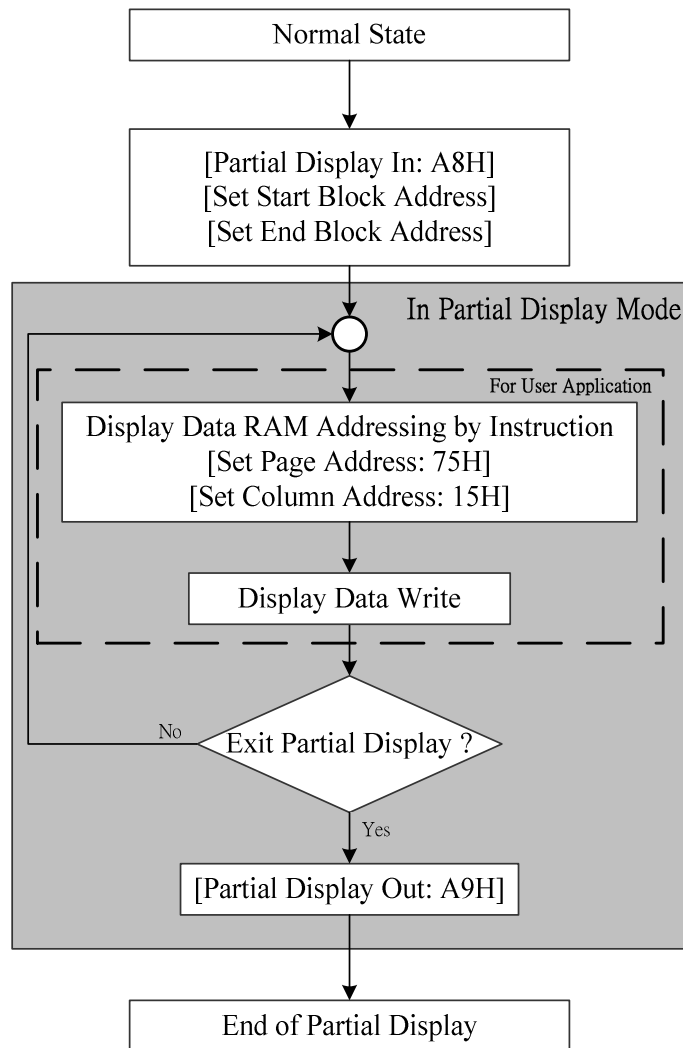 Normal State
[Partial Display In: A8H]
[Set Start Block Address]
[Set End Block Address]
In Partial Display Mode
For User Application
Display Data RAM Addressing by Instruction
[Set Page Address: 75H]
[Set Column Address: 15H]
Display Data Write
No
Exit Partial Display ?
Yes
[Partial Display Out: A9H]
End of Partial Display